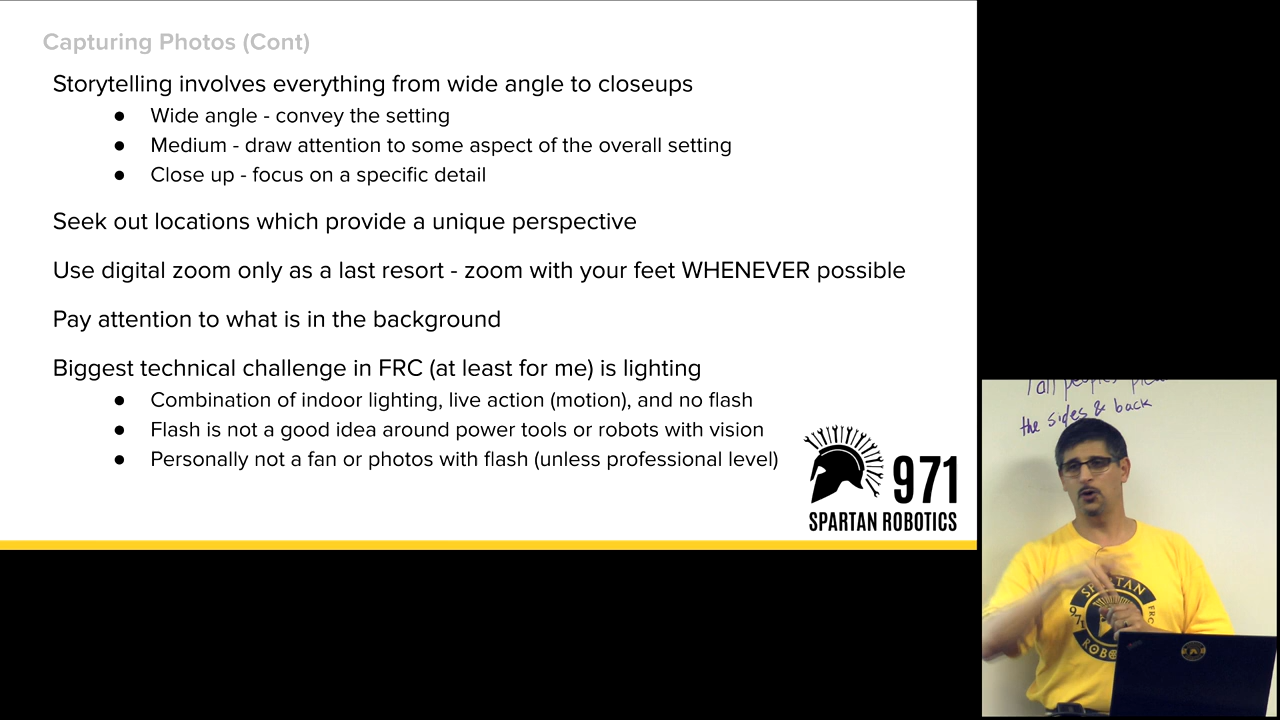 Capturing Photos (Cont)
Storytelling involves everything from wide angle to closeups
● Wide angle - convey the setting
● Medium - draw attention to some aspect of the overall setting
● Close up - focus on a specific detail
Seek out locations which provide a unique perspective
Use digital zoom only as a last resort - zoom with your feet WHENEVER possible
Pay attention to what is in the background
Biggest technical challenge in FRC (at least for me) is lighting
● Combination of indoor lighting, live action (motion), and no flash
● Flash is not a good idea around power tools or robots with vision
● Personally not a fan or photos with flash (unless professional level)
971
SPARTAN ROBOTICS
the sides & back
SPARTAN
971
FRC